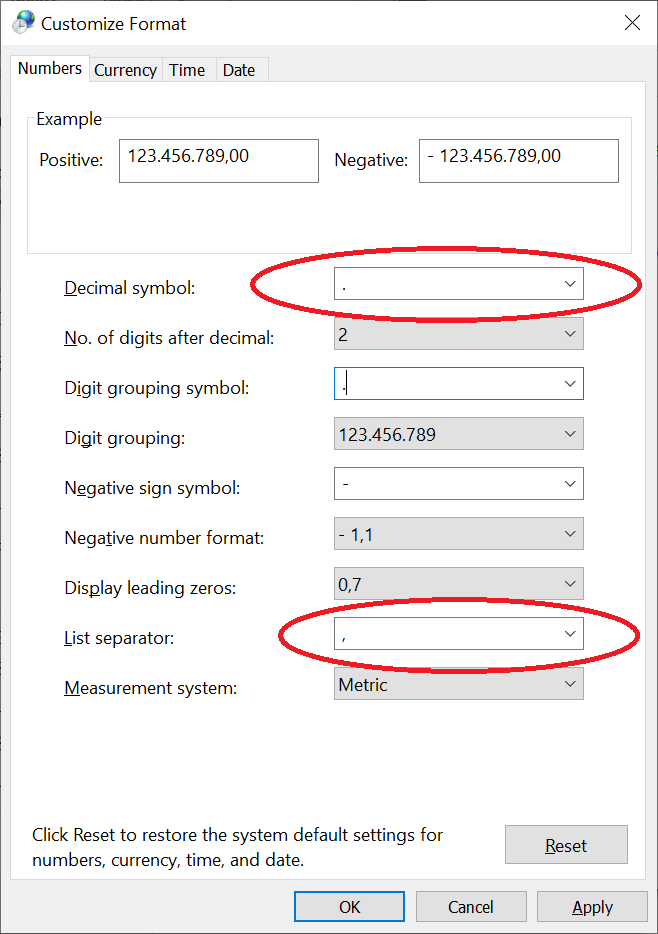 Customize Format
Numbers Currency Time Date
Example
Positive: 123.456.789,00 Negative: - 123.456.789,00
Decimal symbol: .
No. of digits after decimal: 2
Digit grouping symbol: .
Digit grouping: 123.456.789
Negative sign symbol: -
Negative number format: - 1,1
Display leading zeros: 0,7
List separator: ,
Measurement system: Metric
Click Reset to restore the system default settings for
numbers, currency, time, and date.
Reset
OK Cancel Apply